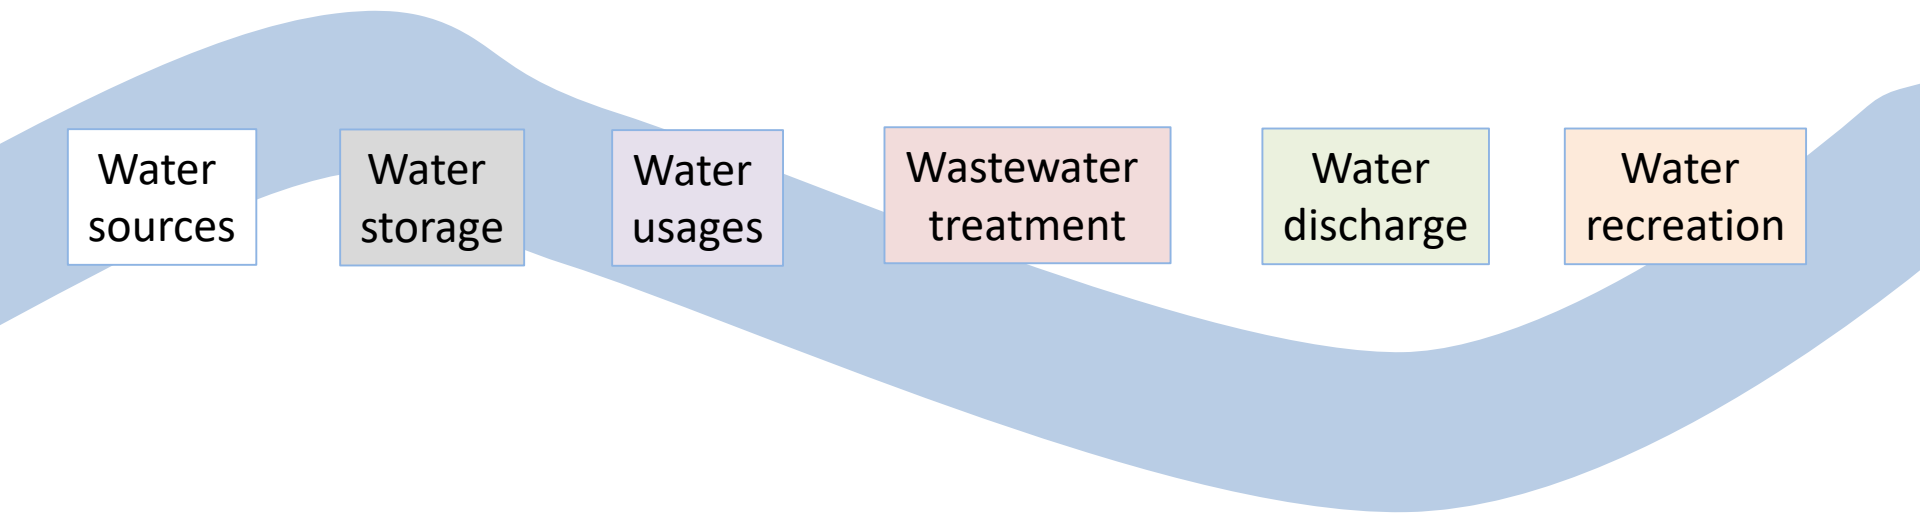 Water
sources
Water
storage
Water
usages
Wastewater
treatment
Water
discharge
Water
recreation